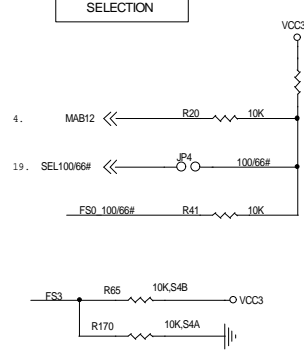 SELECTION
VCC3
4. MAB12 R20 10K
19. SEL100/66# JP4 100/66#
FS0_100/66# R41 10K
FS3 R65 10K,S4B VCC3
R170 10K,S4A